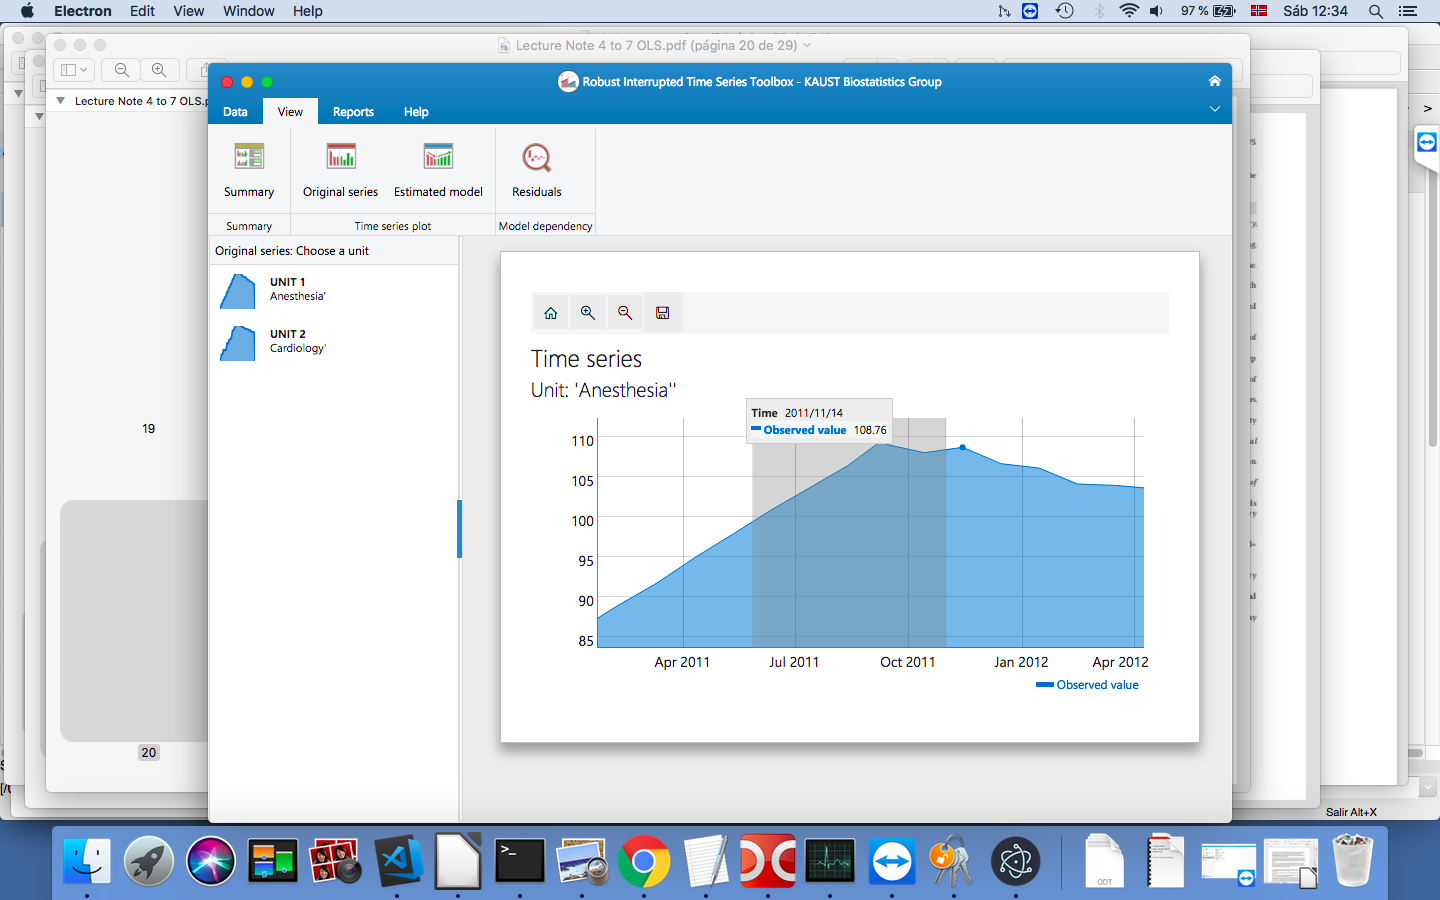 Electron Edit View Window Help 97 % Sáb 12:34
Lecture Note 4 to 7 OLS.pdf (página 20 de 29)
Lecture Note 4 to 7 OLS.p
Robust Interrupted Time Series Toolbox - KAUST Biostatistics Group
Data View Reports Help
Summary Original series Estimated model Residuals
Summary Time series plot Model dependency
Original series: Choose a unit
UNIT 1
Anesthesia'
UNIT 2
Cardiology'
19
20
Time series
Unit: 'Anesthesia''
Time 2011/11/14
Observed value 108.76
110
105
100
95
90
85
Apr 2011 Jul 2011 Oct 2011 Jan 2012 Apr 2012
Observed value
Salir Alt+X
ODT